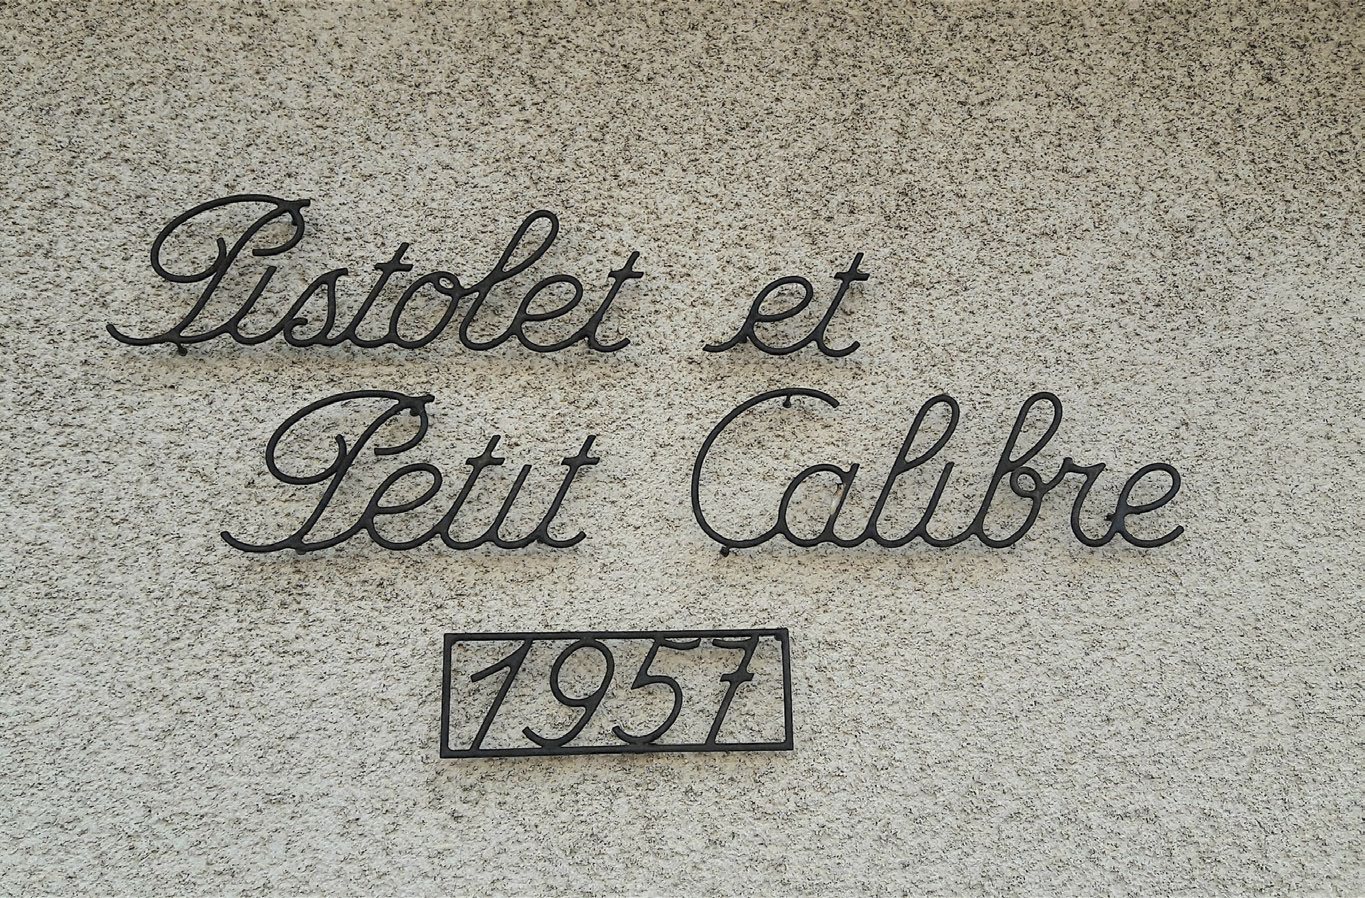 Pistolet et
Petit Calibre
1957